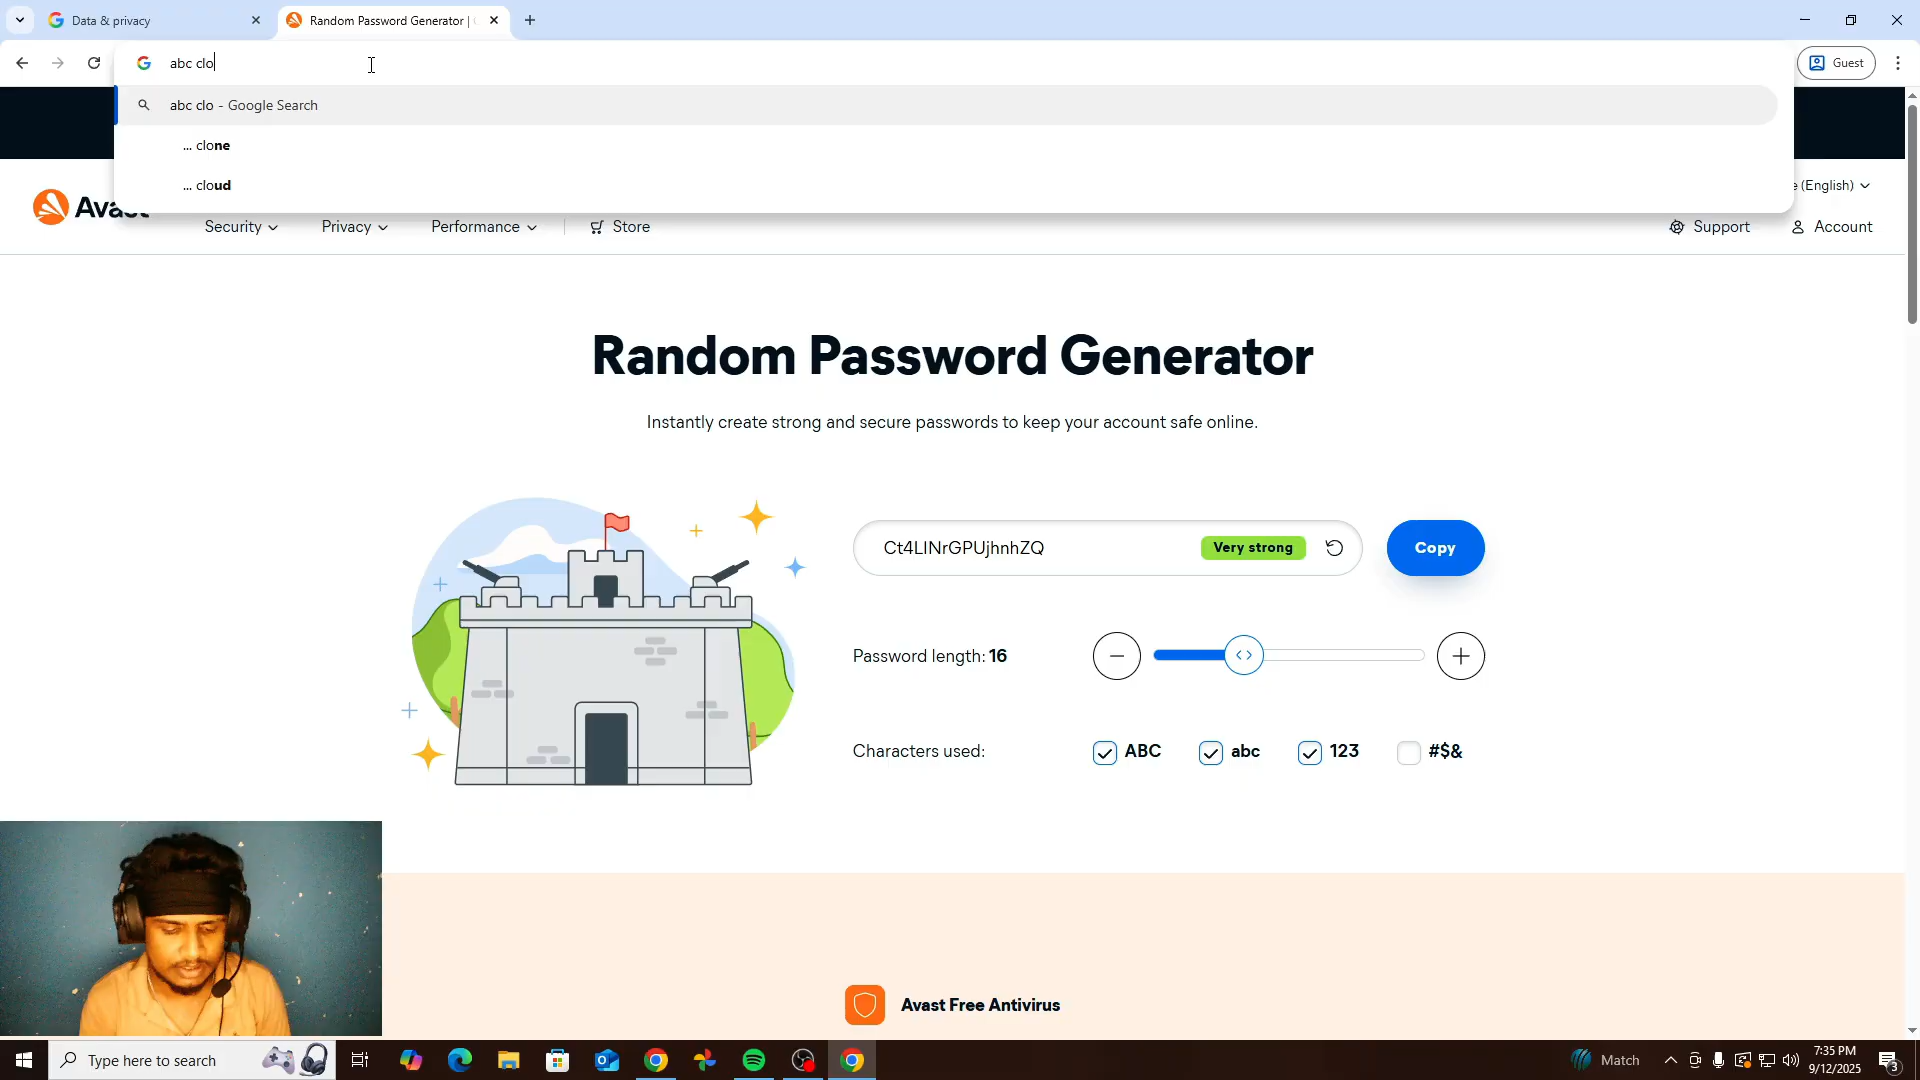 Data & privacy
Random Password Generator |
abc clo
Guest
abc clo - Google Search
... clone
... cloud
Avast
e (English)
Security
Privacy
Performance
Store
Support
Account
Random Password Generator
Instantly create strong and secure passwords to keep your account safe online.
Ct4LINrGPUjhnhZQ
Very strong
Copy
Password length: 16
Characters used:
ABC
abc
123
#$&
Avast Free Antivirus
Type here to search
Match
7:35 PM
9/12/2025
3